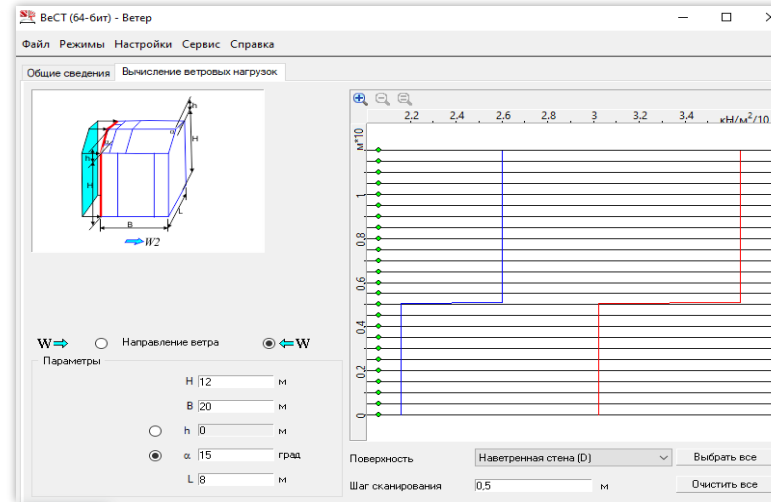 ВеСТ (64-бит) - Ветер
Файл Режимы Настройки Сервис Справка
Общие сведения Вычисление ветровых нагрузок
h
α
H
h
H
L
B
W2
2,2 2,4 2,6 2,8 3 3,2 3,4 кН/м²/10
м*10
1
0,8
0,6
0,4
0,2
0
W Направление ветра W
Параметры
H 12 м
B 20 м
h 0 м
α 15 град
L 8 м
Поверхность Наветренная стена (D) Выбрать все
Шаг сканирования 0,5 м Очистить все